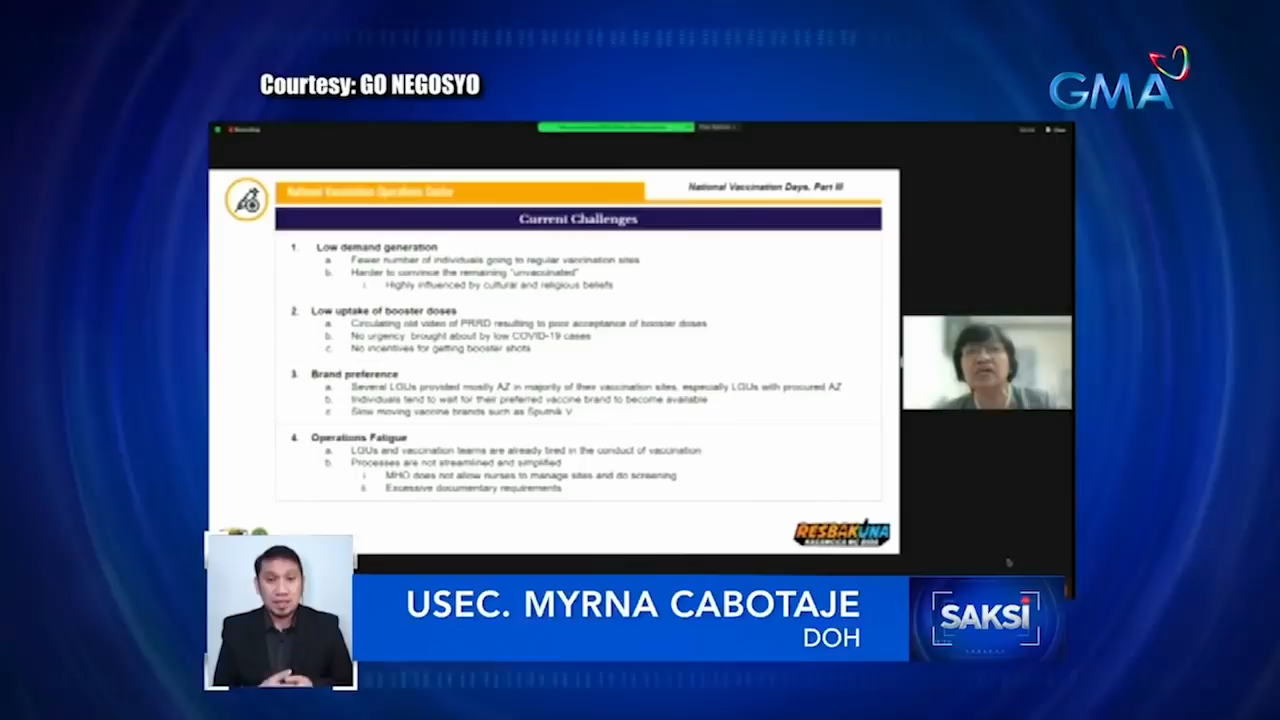 Courtesy: GO NEGOSYO
GMA
National Vaccination Operations Center
National Vaccination Days, Part III
Current Challenges
1. Low demand generation
a. Fewer number of individuals going to regular vaccination sites
b. Harder to convince the remaining "unvaccinated"
i. Highly influenced by cultural and religious beliefs
2. Low uptake of booster doses
a. Circulating old video of PRRD resulting to poor acceptance of booster doses
b. No urgency brought about by low COVID-19 cases
c. No incentives for getting booster shots
3. Brand preference
a. Several LGUs provided mostly AZ in majority of their vaccination sites, especially LGUs with procured AZ
b. Individuals tend to wait for their preferred vaccine brand to become available
c. Slow moving vaccine brands such as Sputnik V
4. Operations Fatigue
a. LGUs and vaccination teams are already tired in the conduct of vaccination
b. Processes are not streamlined and simplified
i. MHO does not allow nurses to manage sites and do screening
ii. Excessive documentary requirements
RESBAKUNA
USEC. MYRNA CABOTAJE
DOH
SAKSI